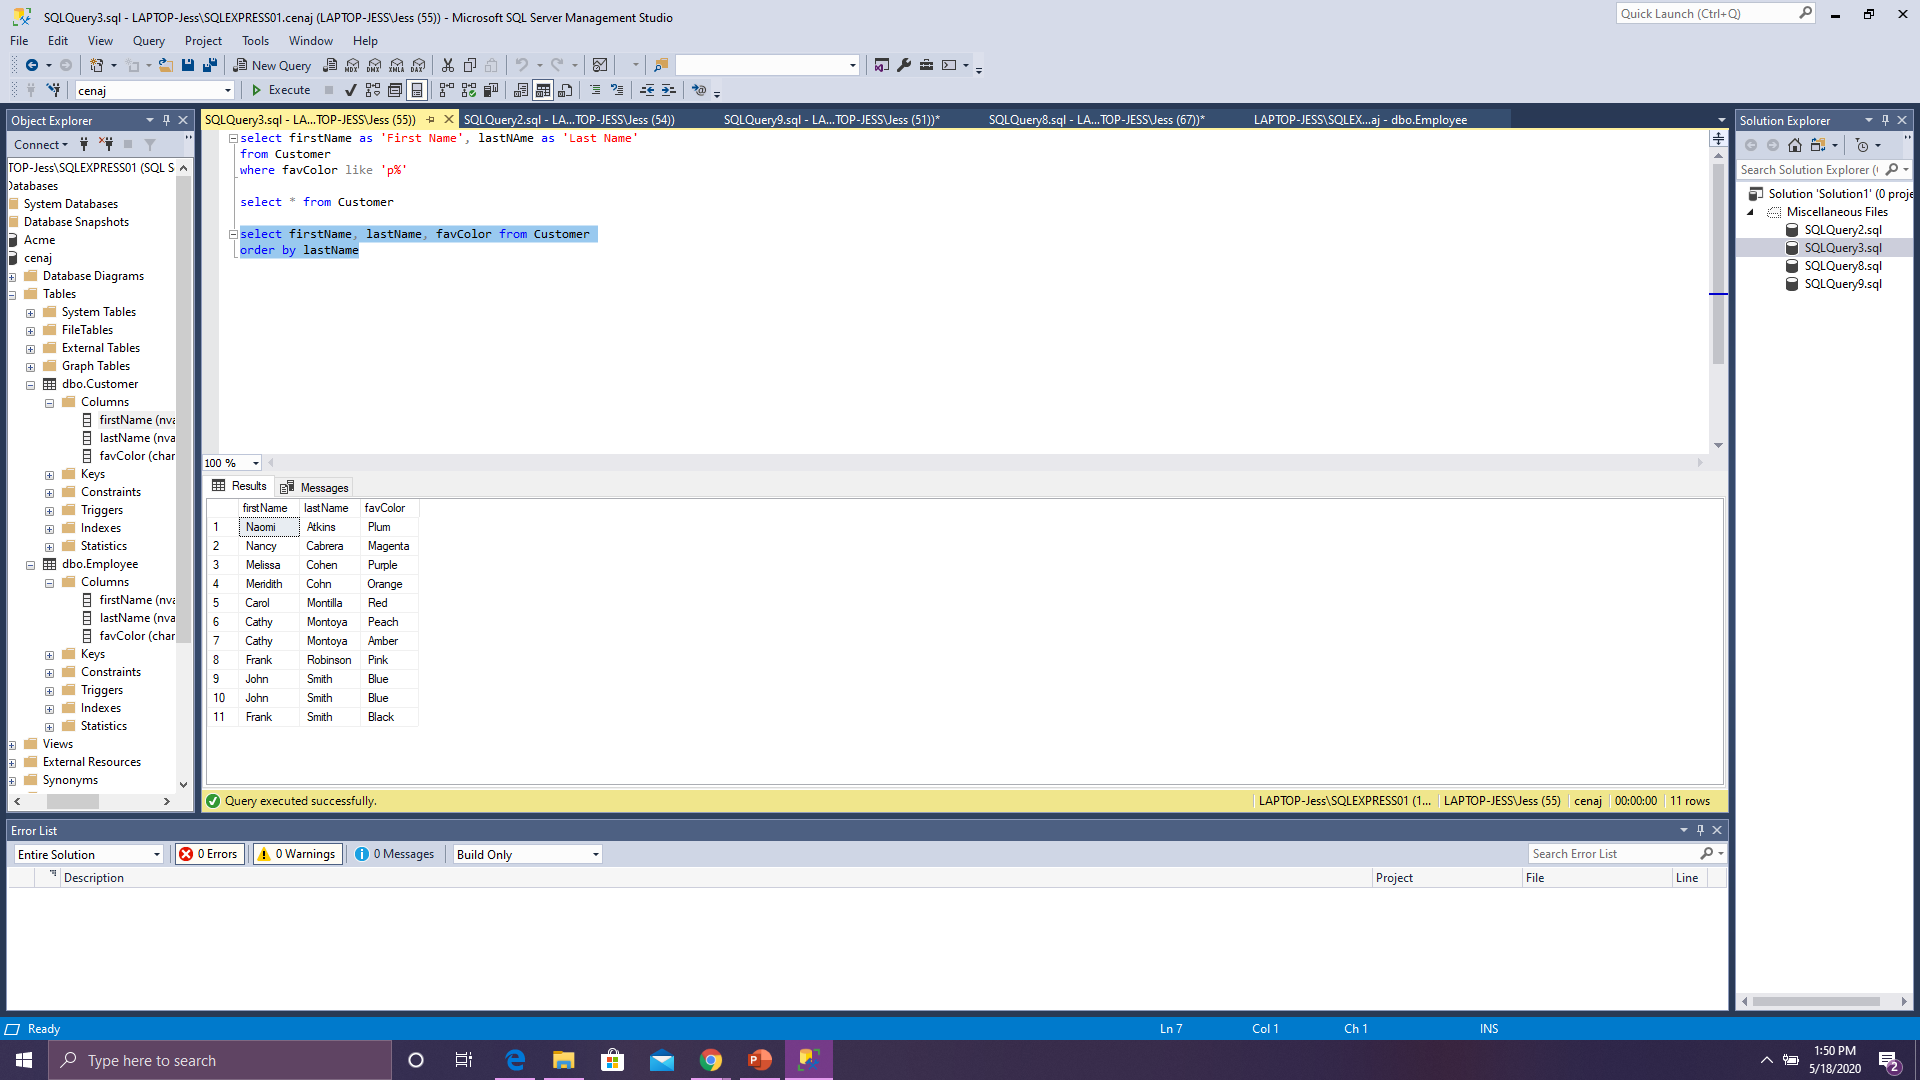 SQLQuery3.sql - LAPTOP-Jess\SQLEXPRESS01.cenaj (LAPTOP-JESS\Jess (55)) - Microsoft SQL Server Management Studio
Quick Launch (Ctrl+Q)
File Edit View Query Project Tools Window Help
New Query MDX DMX XMLA DAX
cenaj Execute
Object Explorer
Connect
TOP-Jess\SQLEXPRESS01 (SQL S
Databases
System Databases
Database Snapshots
Acme
cenaj
Database Diagrams
Tables
System Tables
FileTables
External Tables
Graph Tables
dbo.Customer
Columns
firstName (nva
lastName (nva
favColor (char
Keys
Constraints
Triggers
Indexes
Statistics
dbo.Employee
Columns
firstName (nva
lastName (nva
favColor (char
Keys
Constraints
Triggers
Indexes
Statistics
Views
External Resources
Synonyms
SQLQuery3.sql - LA...TOP-JESS\Jess (55)) SQLQuery2.sql - LA...TOP-JESS\Jess (54)) SQLQuery9.sql - LA...TOP-JESS\Jess (51))* SQLQuery8.sql - LA...TOP-JESS\Jess (67))* LAPTOP-JESS\SQLEX...aj - dbo.Employee
select firstName as 'First Name', lastNAme as 'Last Name'
from Customer
where favColor like 'p%'
select * from Customer
select firstName, lastName, favColor from Customer
order by lastName
100 %
Results Messages
firstName lastName favColor
1 Naomi Atkins Plum
2 Nancy Cabrera Magenta
3 Melissa Cohen Purple
4 Meridith Cohn Orange
5 Carol Montilla Red
6 Cathy Montoya Peach
7 Cathy Montoya Amber
8 Frank Robinson Pink
9 John Smith Blue
10 John Smith Blue
11 Frank Smith Black
Query executed successfully. LAPTOP-Jess\SQLEXPRESS01 (1... LAPTOP-JESS\Jess (55) cenaj 00:00:00 11 rows
Solution Explorer
Search Solution Explorer (
Solution 'Solution1' (0 proje
Miscellaneous Files
SQLQuery2.sql
SQLQuery3.sql
SQLQuery8.sql
SQLQuery9.sql
Error List
Entire Solution 0 Errors 0 Warnings 0 Messages Build Only Search Error List
Description Project File Line
Ready Ln 7 Col 1 Ch 1 INS
Type here to search
1:50 PM
5/18/2020
2